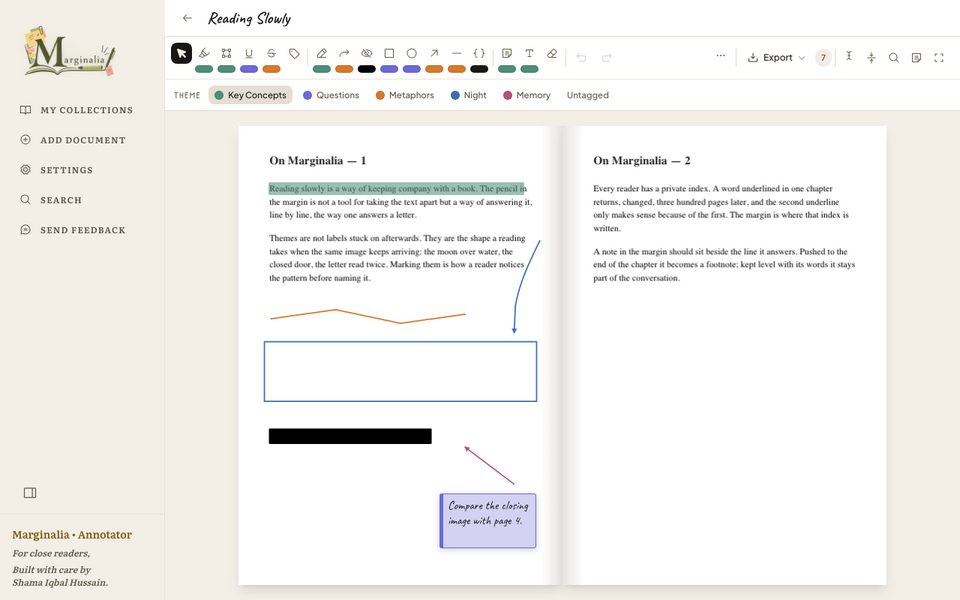 Marginalia
MY COLLECTIONS
ADD DOCUMENT
SETTINGS
SEARCH
SEND FEEDBACK
Marginalia • Annotator
For close readers,
Built with care by
Shama Iqbal Hussain.
Reading Slowly
U S T { } T
Export
7
THEME Key Concepts Questions Metaphors Night Memory Untagged
On Marginalia — 1
Reading slowly is a way of keeping company with a book. The pencil in
the margin is not a tool for taking the text apart but a way of answering it,
line by line, the way one answers a letter.
Themes are not labels stuck on afterwards. They are the shape a reading
takes when the same image keeps arriving: the moon over water, the
closed door, the letter read twice. Marking them is how a reader notices
the pattern before naming it.
Compare the closing
image with page 4.
On Marginalia — 2
Every reader has a private index. A word underlined in one chapter
returns, changed, three hundred pages later, and the second underline
only makes sense because of the first. The margin is where that index is
written.
A note in the margin should sit beside the line it answers. Pushed to the
end of the chapter it becomes a footnote; kept level with its words it stays
part of the conversation.